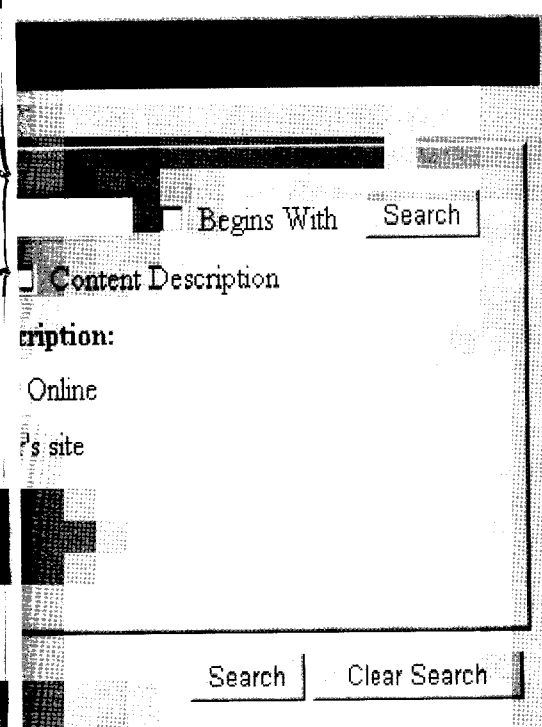 Begins With Search
Content Description
cription:
Online
's site
Search Clear Search